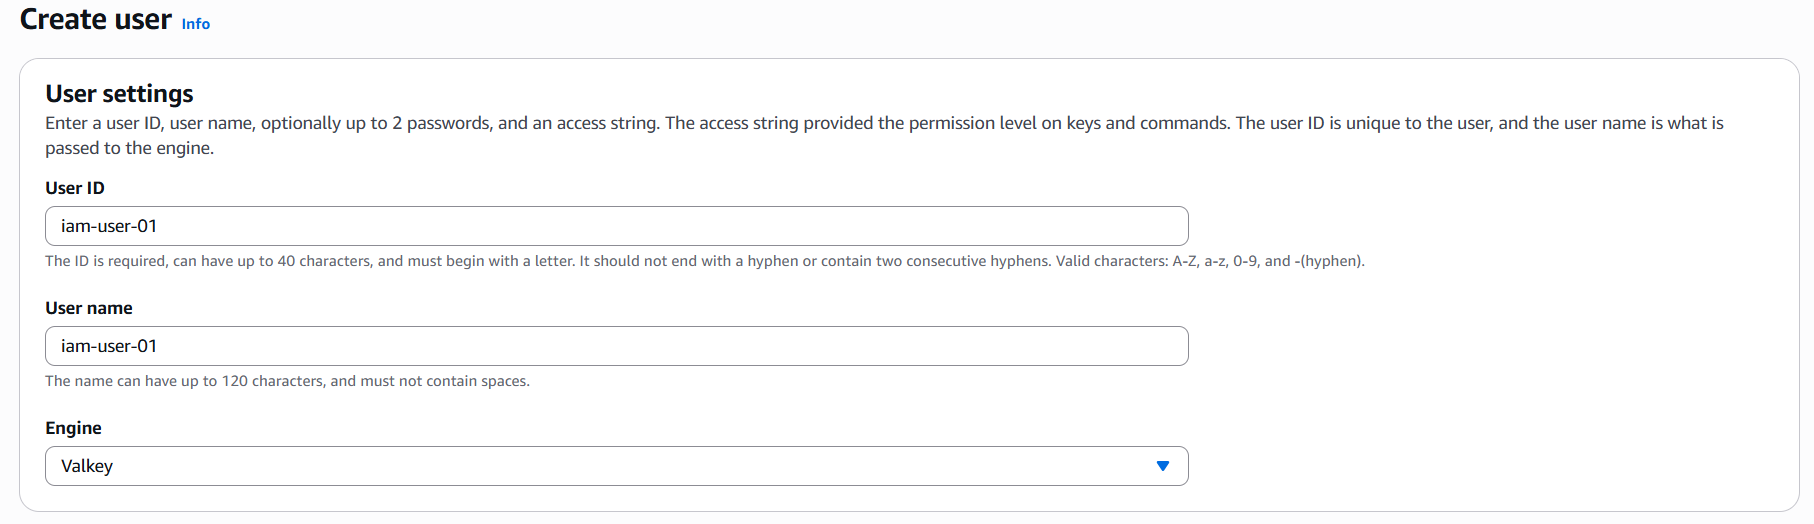 Create user Info
User settings
Enter a user ID, user name, optionally up to 2 passwords, and an access string. The access string provided the permission level on keys and commands. The user ID is unique to the user, and the user name is what is
passed to the engine.
User ID
iam-user-01
The ID is required, can have up to 40 characters, and must begin with a letter. It should not end with a hyphen or contain two consecutive hyphens. Valid characters: A-Z, a-z, 0-9, and -(hyphen).
User name
iam-user-01
The name can have up to 120 characters, and must not contain spaces.
Engine
Valkey